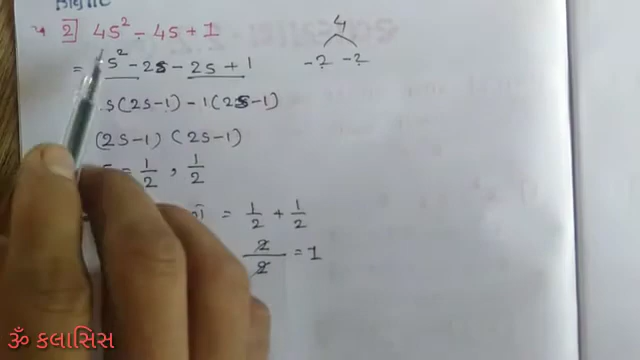 2) 4s² - 4s + 1
4
= s² - 2s - 2s + 1
-2 -2
s(2s-1) - 1(2s-1)
(2s-1) (2s-1)
= 1/2 , 1/2
= 1/2 + 1/2
2/2 = 1
ૐ કલાસિસ